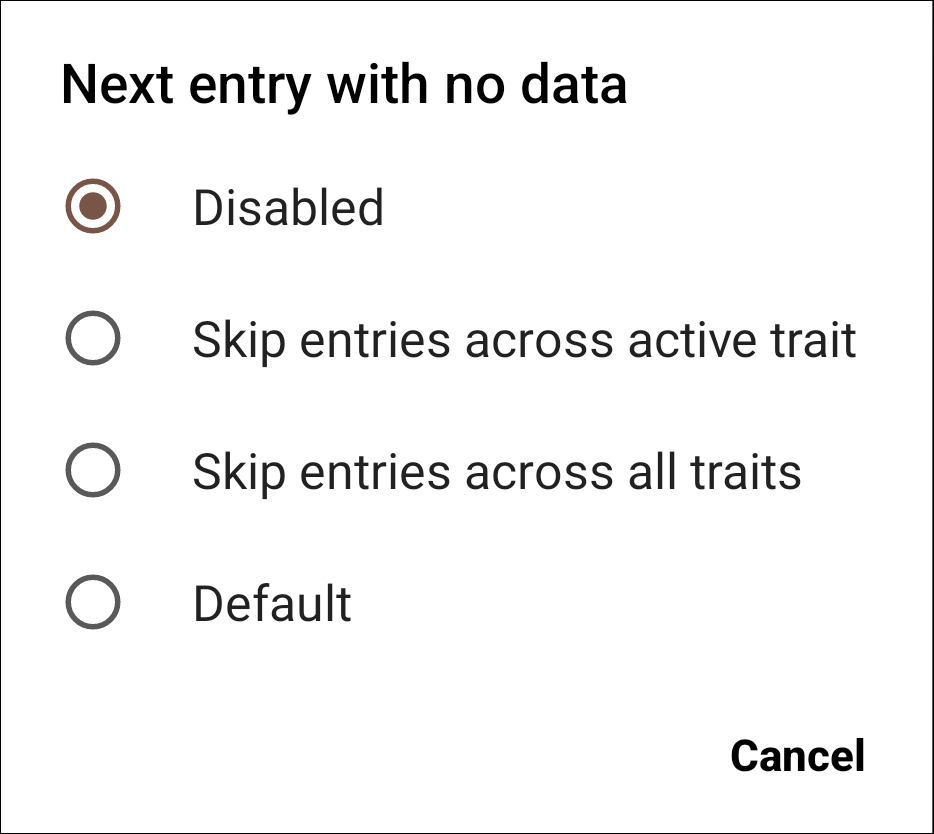 Next entry with no data
Disabled
Skip entries across active trait
Skip entries across all traits
Default
Cancel